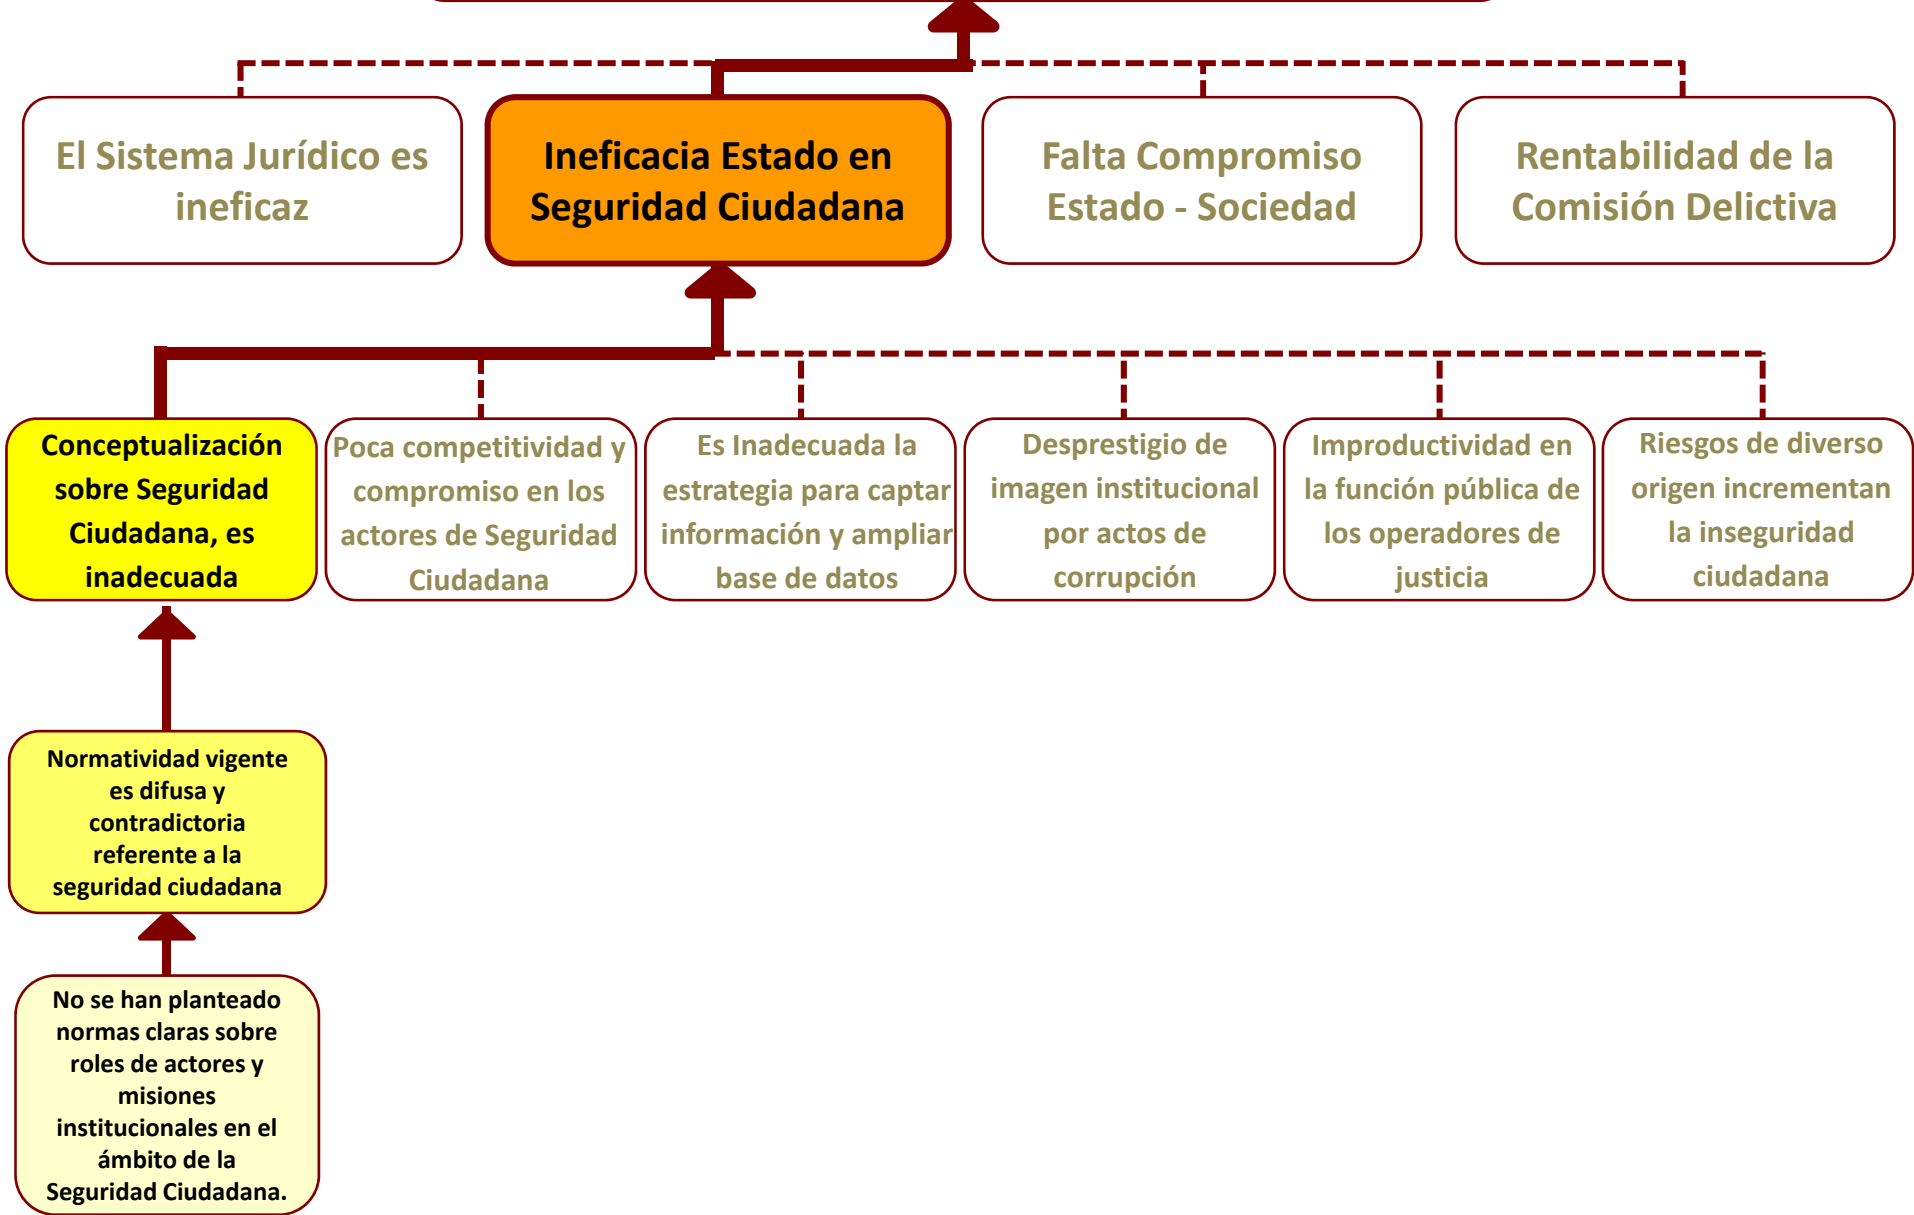 El Sistema Jurídico es
ineficaz
Ineficacia Estado en
Seguridad Ciudadana
Falta Compromiso
Estado - Sociedad
Rentabilidad de la
Comisión Delictiva
Conceptualización
sobre Seguridad
Ciudadana, es
inadecuada
Poca competitividad y
compromiso en los
actores de Seguridad
Ciudadana
Es Inadecuada la
estrategia para captar
información y ampliar
base de datos
Desprestigio de
imagen institucional
por actos de
corrupción
Improductividad en
la función pública de
los operadores de
justicia
Riesgos de diverso
origen incrementan
la inseguridad
ciudadana
Normatividad vigente
es difusa y
contradictoria
referente a la
seguridad ciudadana
No se han planteado
normas claras sobre
roles de actores y
misiones
institucionales en el
ámbito de la
Seguridad Ciudadana.